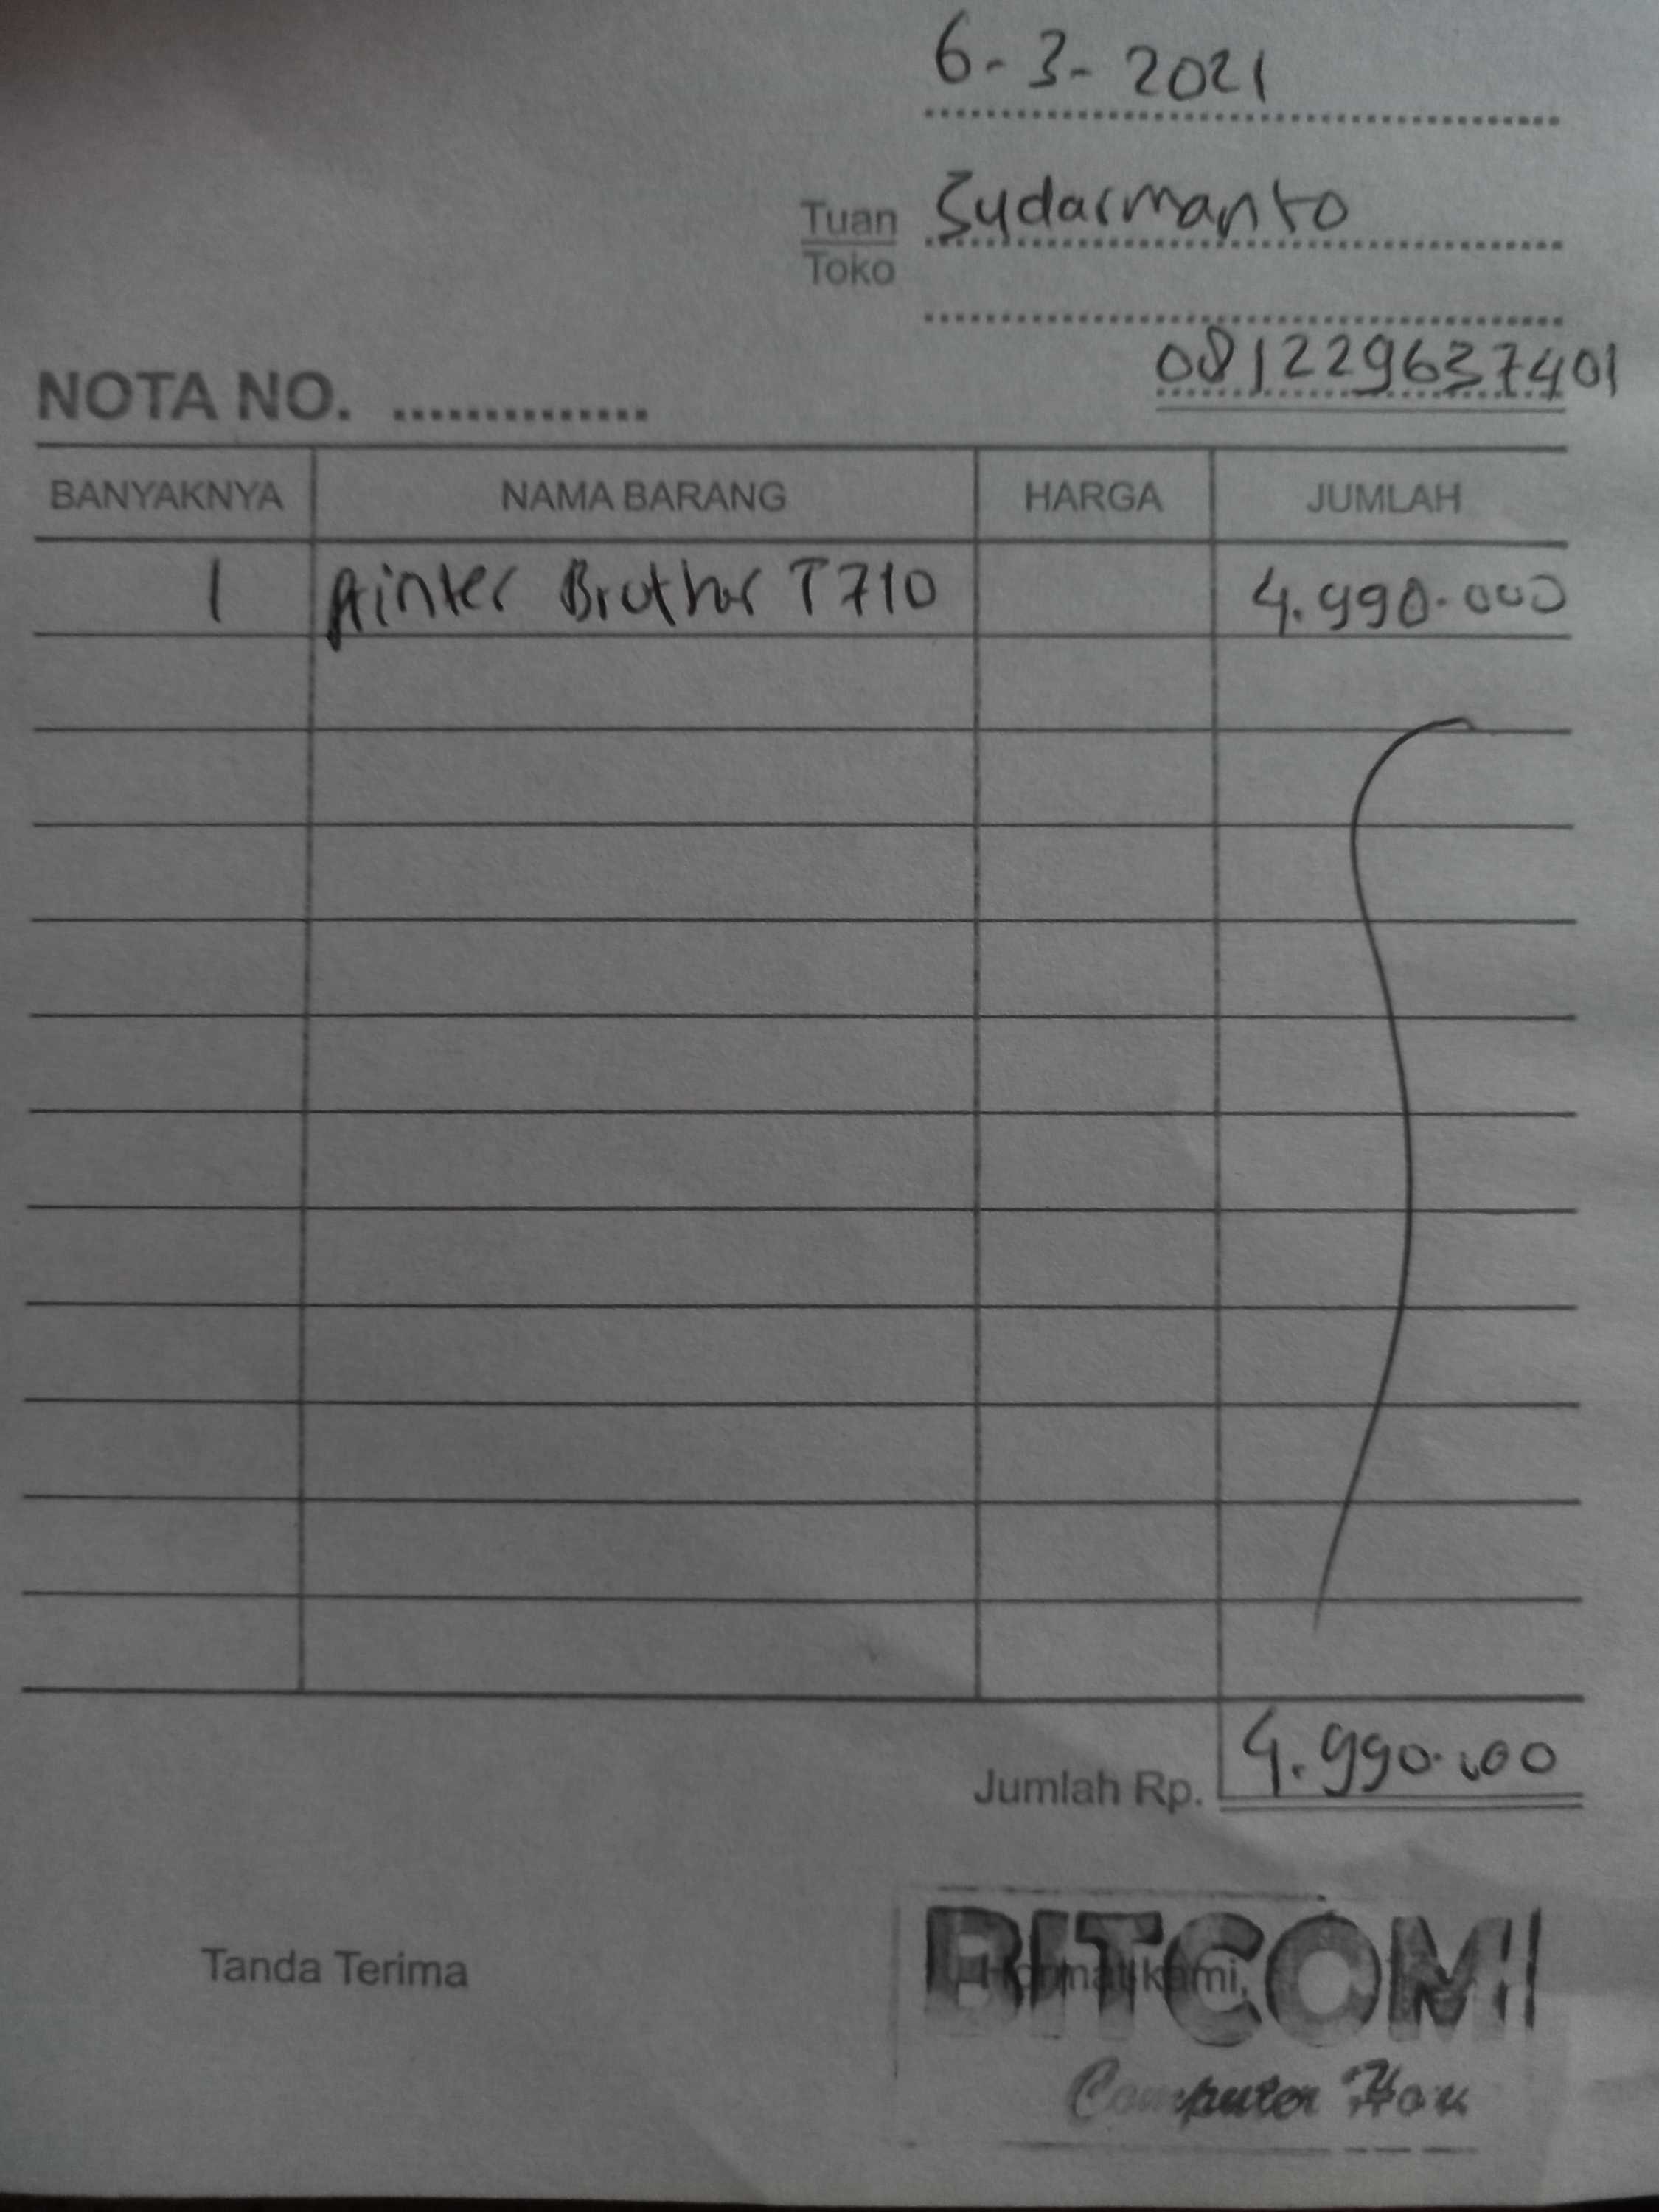 6-3-2021
Tuan Sudarmanto
Toko
081229637401
NOTA NO. ..............
BANYAKNYA NAMA BARANG HARGA JUMLAH
1 Printer Brother T710 4.990.000
Jumlah Rp. 4.990.000
Tanda Terima Hormat kami,
BITCOM
Computer